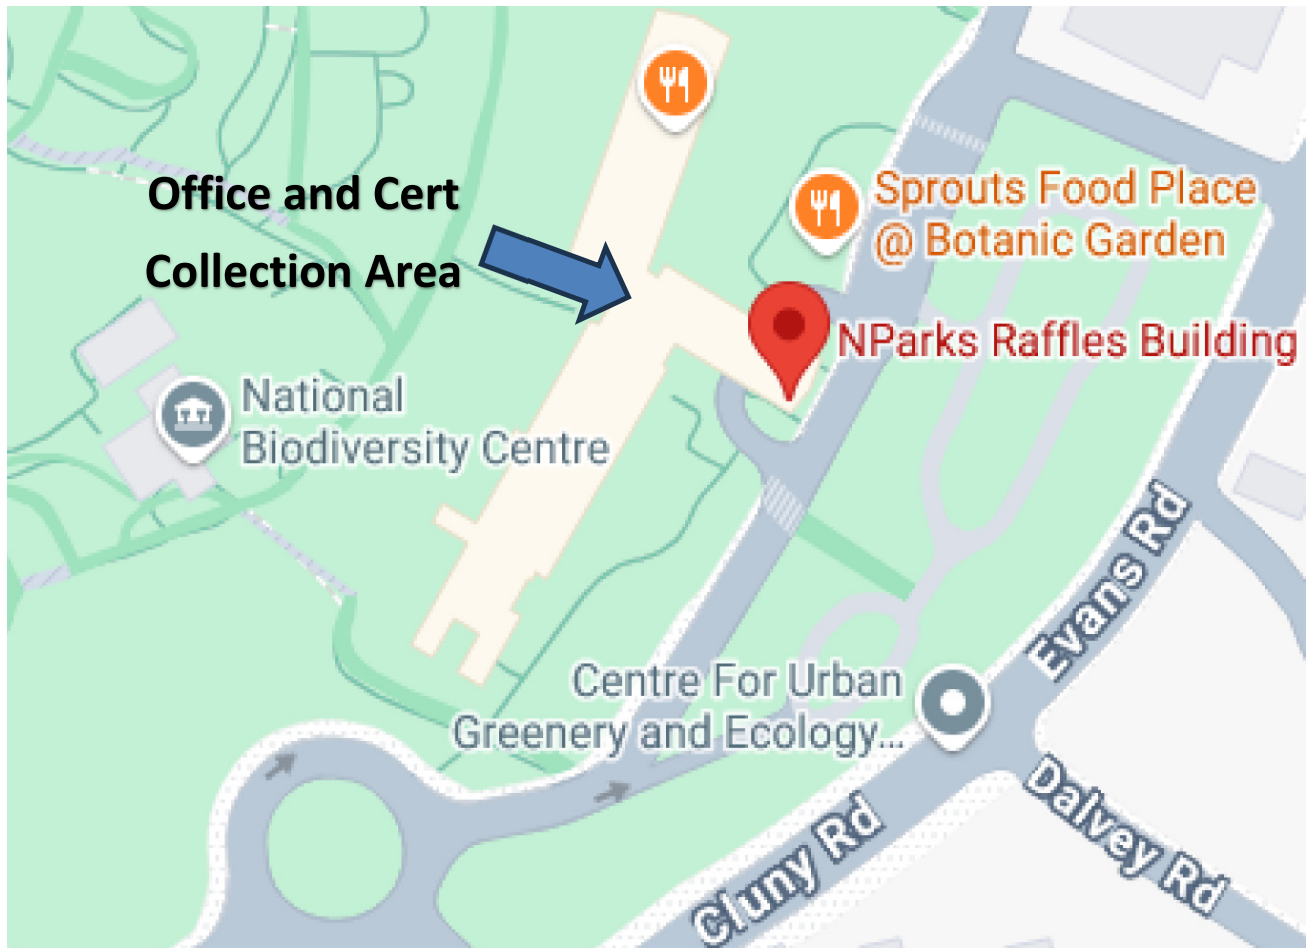 Office and Cert
Collection Area
Sprouts Food Place
@ Botanic Garden
NParks Raffles Building
National
Biodiversity Centre
Evans Rd
Centre For Urban
Greenery and Ecology...
Dalvey Rd
Cluny Rd